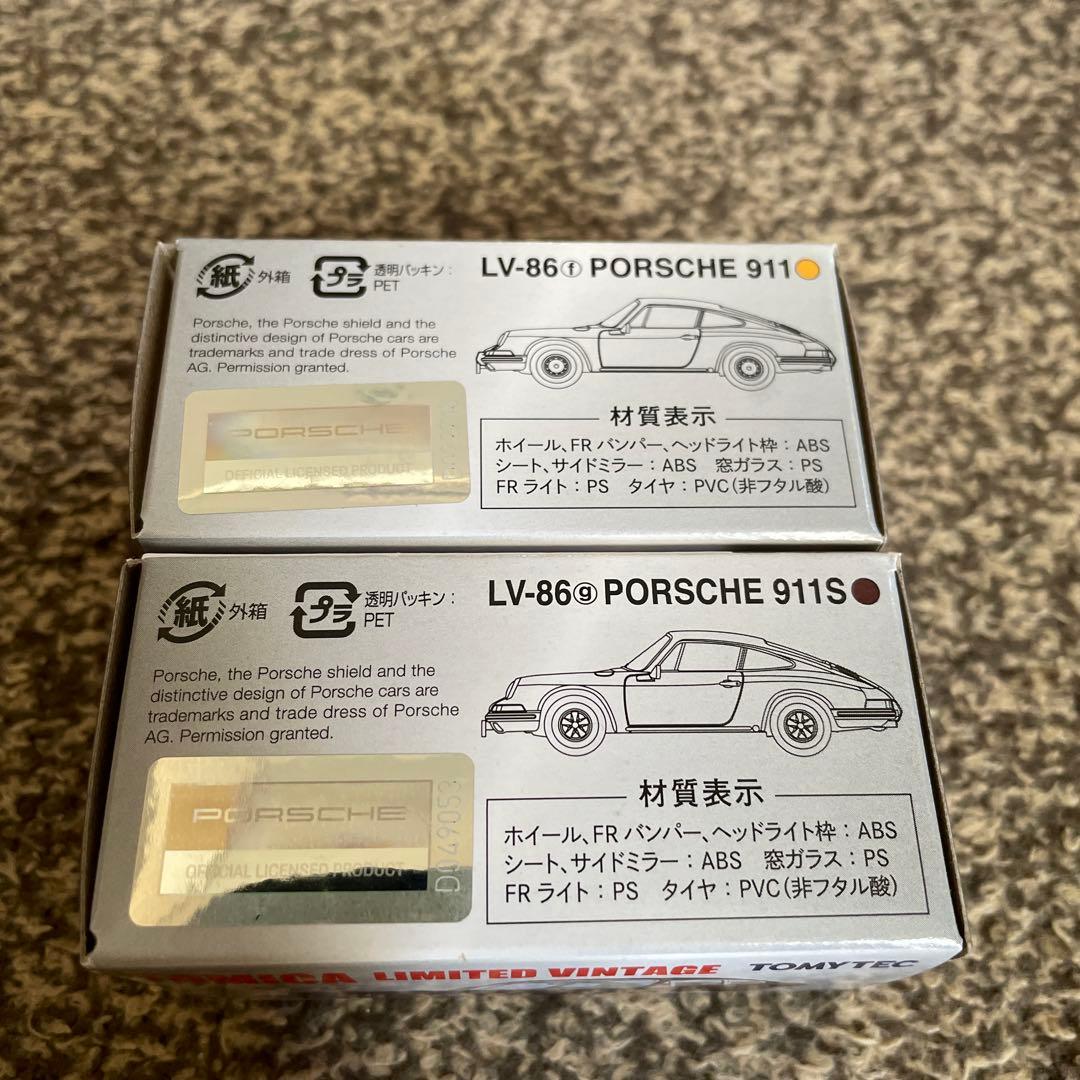 紙 外箱
プラ 透明パッキン：
PET
LV-86ⓕ PORSCHE 911
Porsche, the Porsche shield and the
distinctive design of Porsche cars are
trademarks and trade dress of Porsche
AG. Permission granted.
PORSCHE
OFFICIAL LICENSED PRODUCT
材質表示
ホイール、FR バンパー、ヘッドライト枠：ABS
シート、サイドミラー：ABS 窓ガラス：PS
FR ライト：PS タイヤ：PVC（非フタル酸）
紙 外箱
プラ 透明パッキン：
PET
LV-86ⓖ PORSCHE 911S
Porsche, the Porsche shield and the
distinctive design of Porsche cars are
trademarks and trade dress of Porsche
AG. Permission granted.
PORSCHE
OFFICIAL LICENSED PRODUCT
D049053
材質表示
ホイール、FR バンパー、ヘッドライト枠：ABS
シート、サイドミラー：ABS 窓ガラス：PS
FR ライト：PS タイヤ：PVC（非フタル酸）
TOMICA LIMITED VINTAGE TOMYTEC